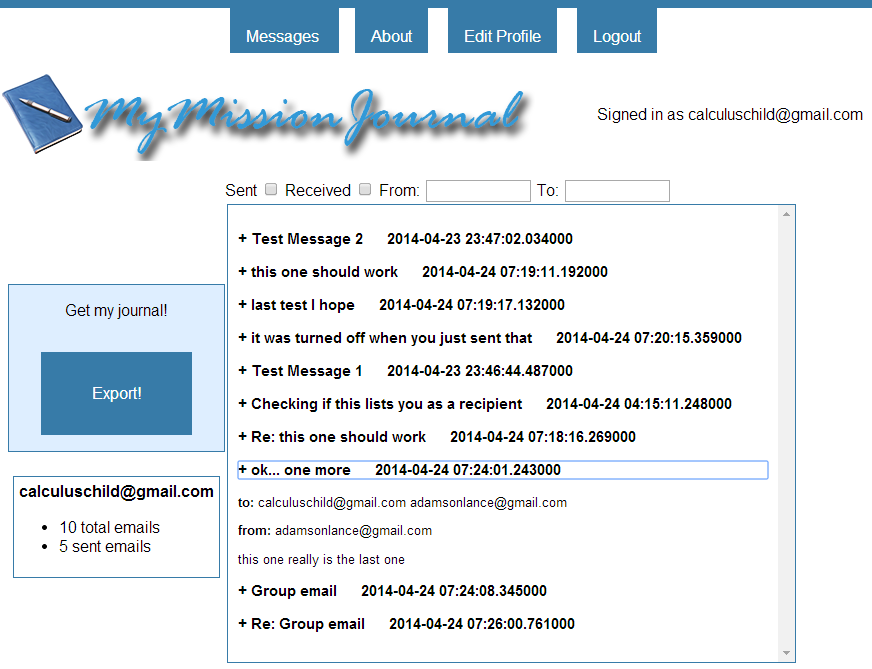 Messages About Edit Profile Logout
My Mission Journal
Signed in as calculuschild@gmail.com
Sent Received From: To:
+ Test Message 2 2014-04-23 23:47:02.034000
+ this one should work 2014-04-24 07:19:11.192000
+ last test I hope 2014-04-24 07:19:17.132000
+ it was turned off when you just sent that 2014-04-24 07:20:15.359000
+ Test Message 1 2014-04-23 23:46:44.487000
+ Checking if this lists you as a recipient 2014-04-24 04:15:11.248000
+ Re: this one should work 2014-04-24 07:18:16.269000
+ ok... one more 2014-04-24 07:24:01.243000
to: calculuschild@gmail.com adamsonlance@gmail.com
from: adamsonlance@gmail.com
this one really is the last one
+ Group email 2014-04-24 07:24:08.345000
+ Re: Group email 2014-04-24 07:26:00.761000
Get my journal!
Export!
calculuschild@gmail.com
• 10 total emails
• 5 sent emails